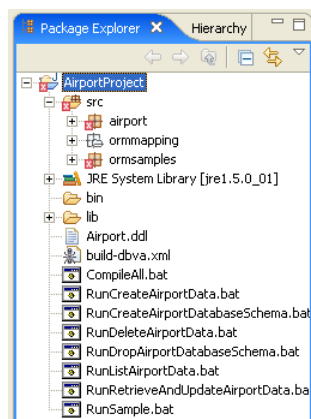 Package Explorer Hierarchy
AirportProject
src
airport
ormmapping
ormsamples
JRE System Library [jre1.5.0_01]
bin
lib
Airport.ddl
build-dbva.xml
CompileAll.bat
RunCreateAirportData.bat
RunCreateAirportDatabaseSchema.bat
RunDeleteAirportData.bat
RunDropAirportDatabaseSchema.bat
RunListAirportData.bat
RunRetrieveAndUpdateAirportData.ba
RunSample.bat